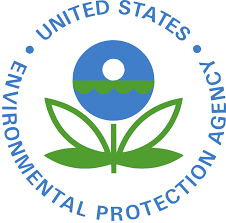 UNITED STATES
ENVIRONMENTAL PROTECTION AGENCY